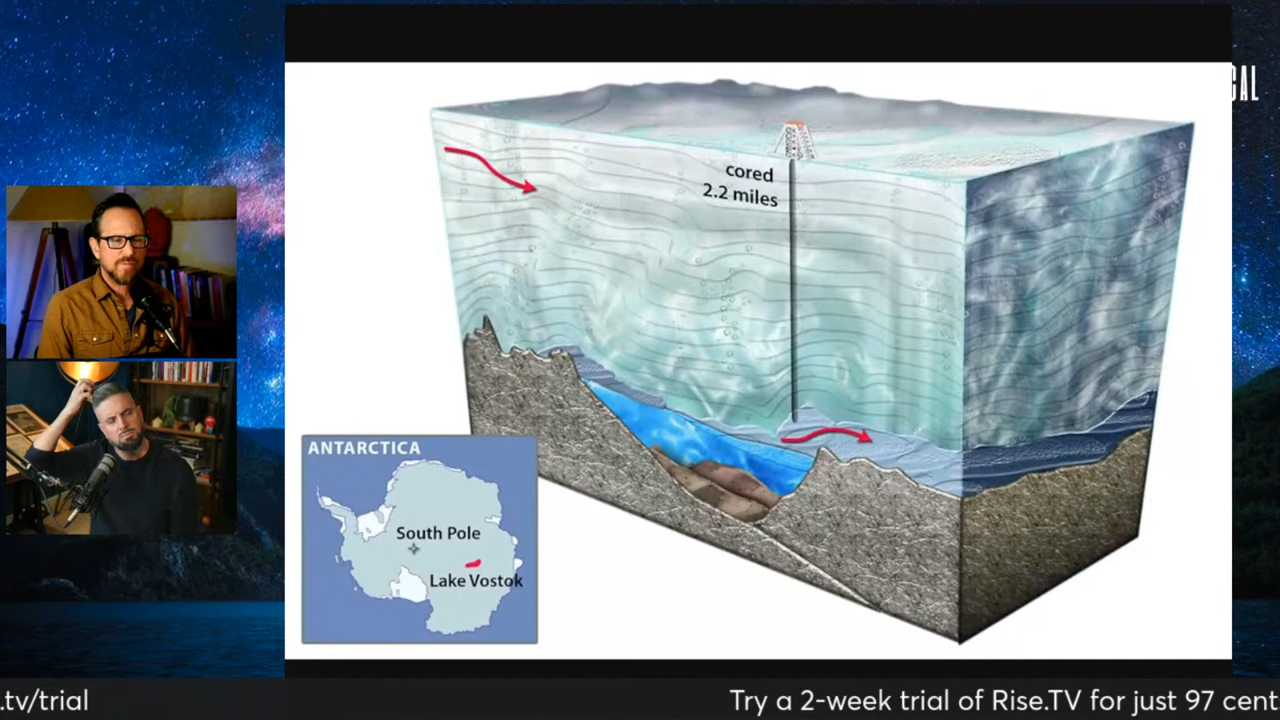 CAL
cored
2.2 miles
ANTARCTICA
South Pole
Lake Vostok
.tv/trial
Try a 2-week trial of Rise.TV for just 97 cent